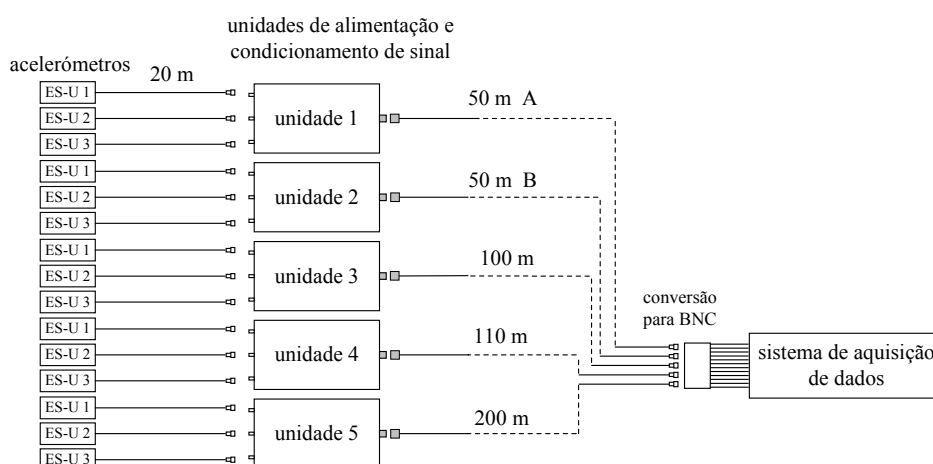 unidades de alimentação e
condicionamento de sinal
acelerómetros
20 m
ES-U 1
ES-U 2
ES-U 3
unidade 1
50 m A
ES-U 1
ES-U 2
ES-U 3
unidade 2
50 m B
ES-U 1
ES-U 2
ES-U 3
unidade 3
100 m
ES-U 1
ES-U 2
ES-U 3
unidade 4
110 m
ES-U 1
ES-U 2
ES-U 3
unidade 5
200 m
conversão
para BNC
sistema de aquisição
de dados